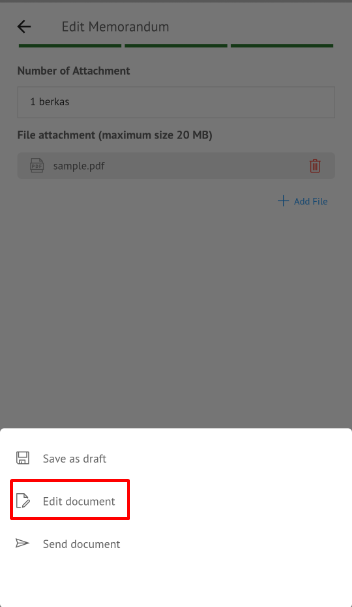 Edit Memorandum
Number of Attachment
1 berkas
File attachment (maximum size 20 MB)
sample.pdf
Add File
Save as draft
Edit document
Send document